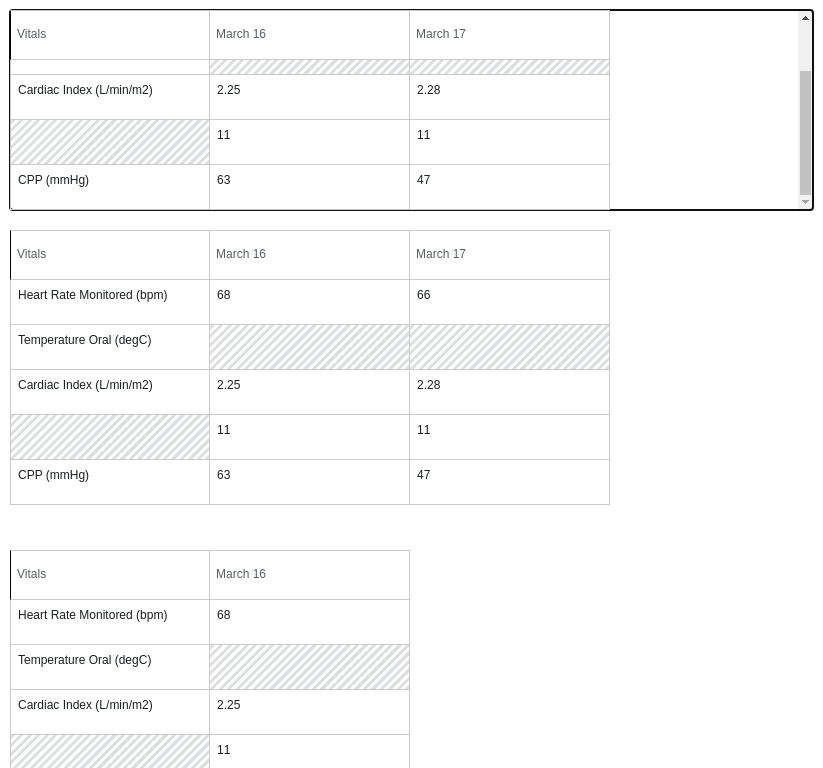 Vitals March 16 March 17
Cardiac Index (L/min/m2) 2.25 2.28
11 11
CPP (mmHg) 63 47
Vitals March 16 March 17
Heart Rate Monitored (bpm) 68 66
Temperature Oral (degC)
Cardiac Index (L/min/m2) 2.25 2.28
11 11
CPP (mmHg) 63 47
Vitals March 16
Heart Rate Monitored (bpm) 68
Temperature Oral (degC)
Cardiac Index (L/min/m2) 2.25
11